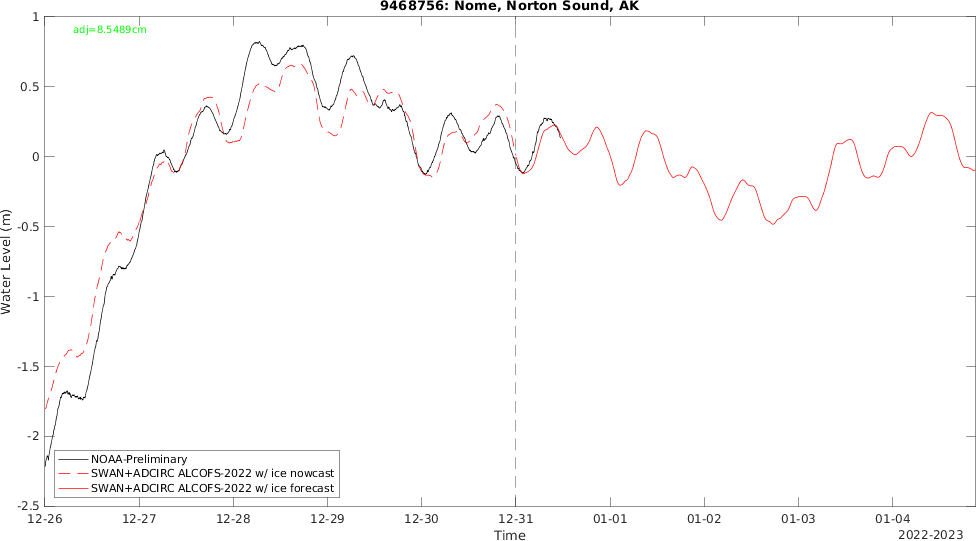 9468756: Nome, Norton Sound, AK
adj=8.5489cm
1
0.5
0
-0.5
-1
-1.5
-2
-2.5
Water Level (m)
NOAA-Preliminary
SWAN+ADCIRC ALCOFS-2022 w/ ice nowcast
SWAN+ADCIRC ALCOFS-2022 w/ ice forecast
12-26 12-27 12-28 12-29 12-30 12-31 01-01 01-02 01-03 01-04
Time
2022-2023